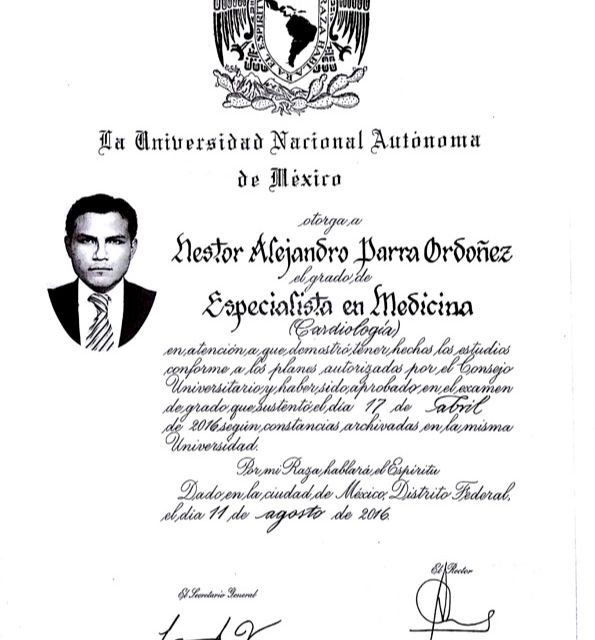 RAZA HABLARA EL ESPIRITU
La Universidad Nacional Autónoma
de México
otorga a
Nestor Alejandro Parra Ordoñez
el grado de
Especialista en Medicina
(Cardiología)
en atención a que demostró tener hechos los estudios
conforme a los planes autorizados por el Consejo
Universitario y haber sido aprobado en el examen
de grado que sustentó el día 17 de abril
de 2016 según constancias archivadas en la misma
Universidad.
Por mi Raza hablará el Espíritu
Dado en la ciudad de México, Distrito Federal,
el día 11 de agosto de 2016.
El Rector
El Secretario General